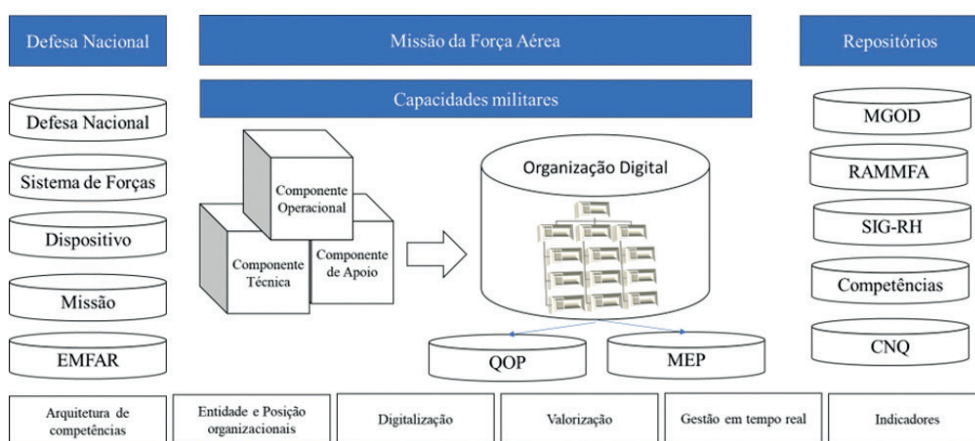 Defesa Nacional
Missão da Força Aérea
Repositórios
Capacidades militares
Defesa Nacional
Sistema de Forças
Dispositivo
Missão
EMFAR
Componente
Operacional
Componente
Técnica
Componente
de Apoio
Organização Digital
QOP
MEP
MGOD
RAMMFA
SIG-RH
Competências
CNQ
Arquitetura de
competências
Entidade e Posição
organizacionais
Digitalização
Valorização
Gestão em tempo real
Indicadores